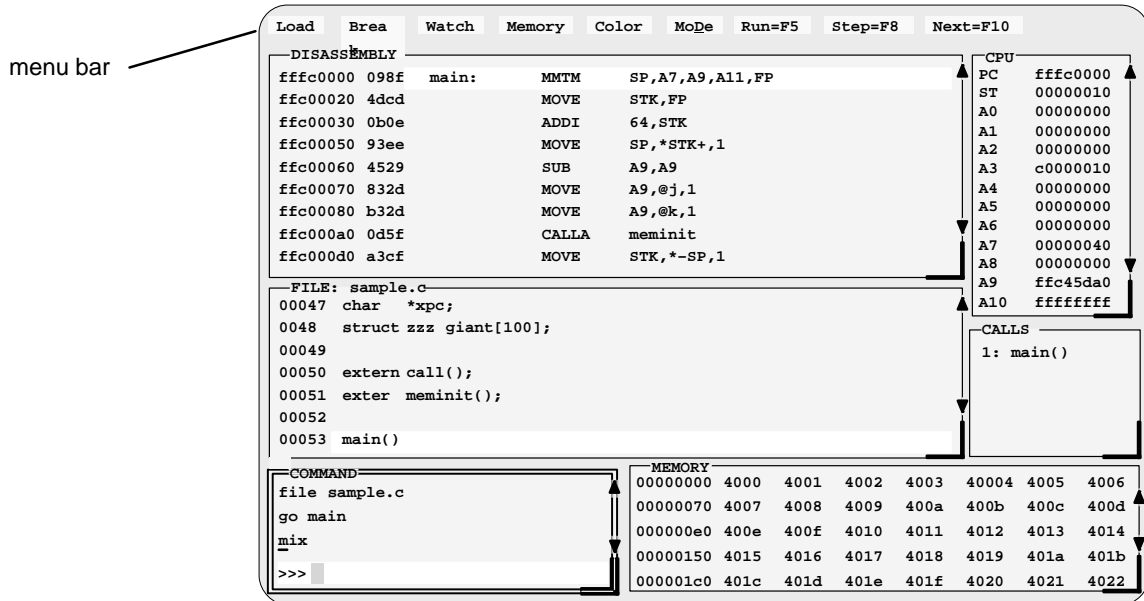 menu bar
Load Break Watch Memory Color MoDe Run=F5 Step=F8 Next=F10
DISASSEMBLY
fffc0000 098f main: MMTM SP,A7,A9,A11,FP
ffc00020 4dcd MOVE STK,FP
ffc00030 0b0e ADDI 64,STK
ffc00050 93ee MOVE SP,*STK+,1
ffc00060 4529 SUB A9,A9
ffc00070 832d MOVE A9,@j,1
ffc00080 b32d MOVE A9,@k,1
ffc000a0 0d5f CALLA meminit
ffc000d0 a3cf MOVE STK,*-SP,1
CPU
PC fffc0000
ST 00000010
A0 00000000
A1 00000000
A2 00000000
A3 c0000010
A4 00000000
A5 00000000
A6 00000000
A7 00000040
A8 00000000
A9 ffc45da0
A10 ffffffff
FILE: sample.c
00047 char *xpc;
0048 struct zzz giant[100];
00049
00050 extern call();
00051 exter meminit();
00052
00053 main()
CALLS
1: main()
COMMAND
file sample.c
go main
mix
>>>
MEMORY
00000000 4000 4001 4002 4003 40004 4005 4006
00000070 4007 4008 4009 400a 400b 400c 400d
000000e0 400e 400f 4010 4011 4012 4013 4014
00000150 4015 4016 4017 4018 4019 401a 401b
000001c0 401c 401d 401e 401f 4020 4021 4022